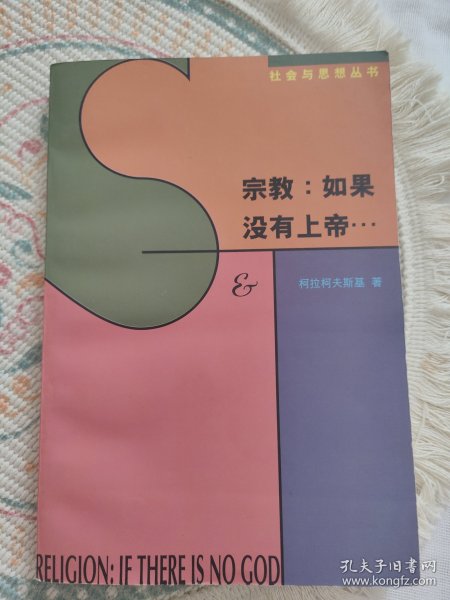 社会与思想丛书
宗教：如果
没有上帝…
&
柯拉柯夫斯基 著
RELIGION: IF THERE IS NO GOD
孔夫子旧书网
www.kongfz.com